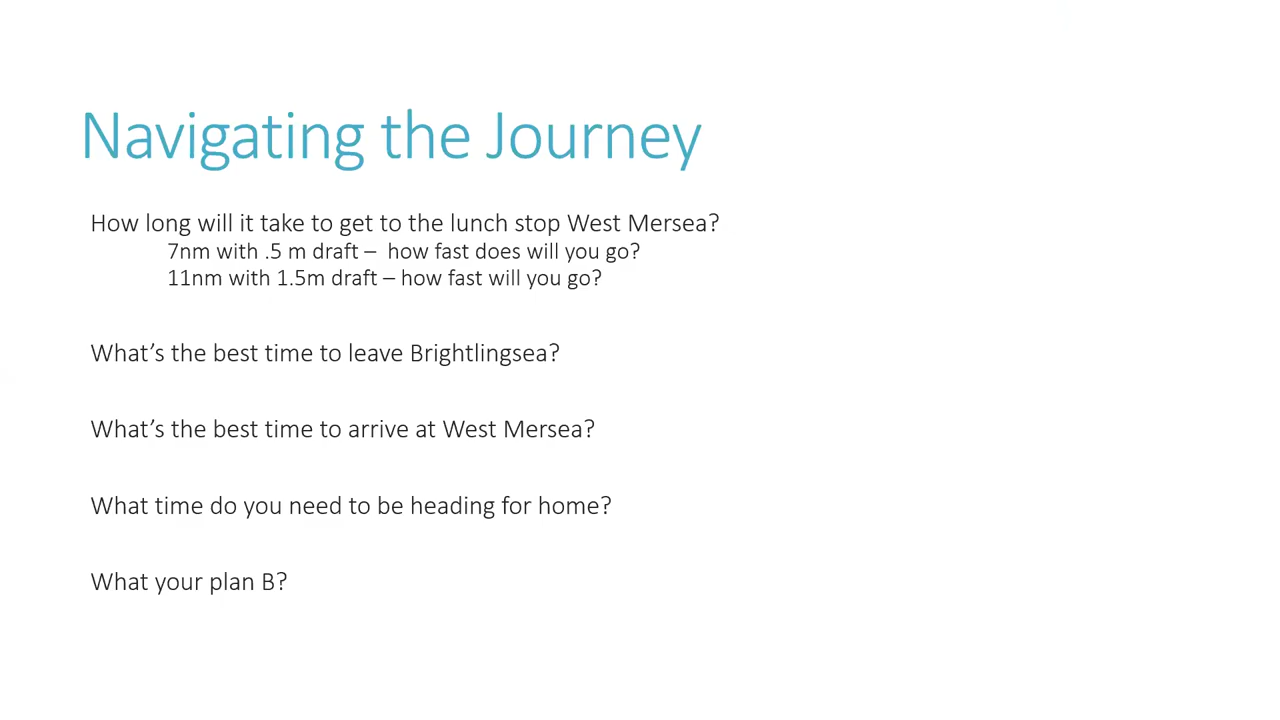 Navigating the Journey
How long will it take to get to the lunch stop West Mersea?
7nm with .5 m draft – how fast does will you go?
11nm with 1.5m draft – how fast will you go?
What’s the best time to leave Brightlingsea?
What’s the best time to arrive at West Mersea?
What time do you need to be heading for home?
What your plan B?